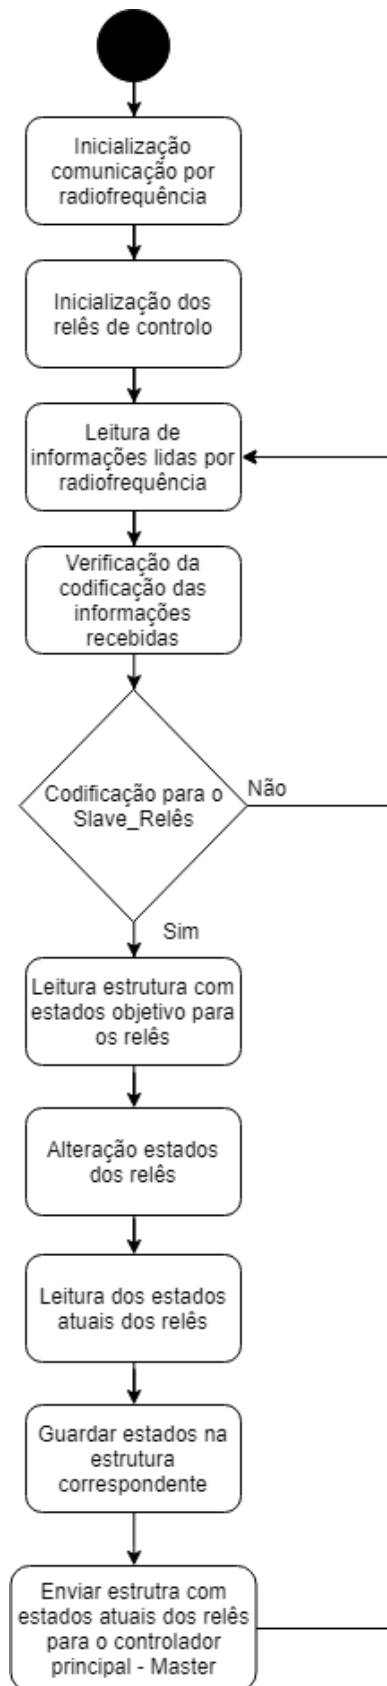 Inicialização
comunicação por
radiofrequência
Inicialização dos
relês de controlo
Leitura de
informações lidas por
radiofrequência
Verificação da
codificação das
informações
recebidas
Codificação para o
Slave_Relês
Não
Sim
Leitura estrutura com
estados objetivo para
os relês
Alteração estados
dos relês
Leitura dos estados
atuais dos relês
Guardar estados na
estrutura
correspondente
Enviar estrutra com
estados atuais dos relês
para o controlador
principal - Master